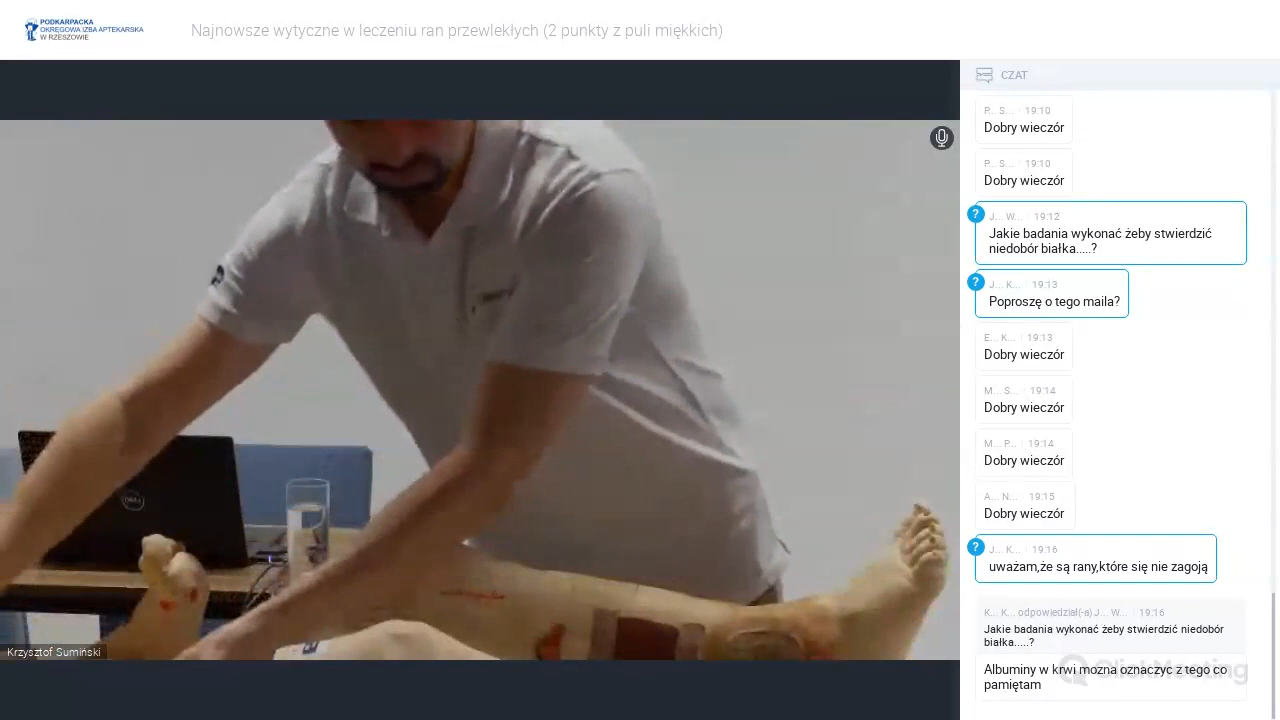 PODKARPACKA
OKRĘGOWA IZBA APTEKARSKA
W RZESZOWIE
Najnowsze wytyczne w leczeniu ran przewlekłych (2 punkty z puli miękkich)
CZAT
P... S... 19:10
Dobry wieczór
P... S... 19:10
Dobry wieczór
?
J... W... 19:12
Jakie badania wykonać żeby stwierdzić
niedobór białka.....?
?
J... K... 19:13
Poproszę o tego maila?
E... K... 19:13
Dobry wieczór
M... S... 19:14
Dobry wieczór
M... P... 19:14
Dobry wieczór
A... N... 19:15
Dobry wieczór
?
J... K... 19:16
uważam,że są rany,które się nie zagoją
K... K... odpowiedział(-a) J... W... 19:16
Jakie badania wykonać żeby stwierdzić niedobór
białka.....?
Albuminy w krwi mozna oznaczyc z tego co
pamiętam
ClickMeeting
DELL
Krzysztof Sumiński